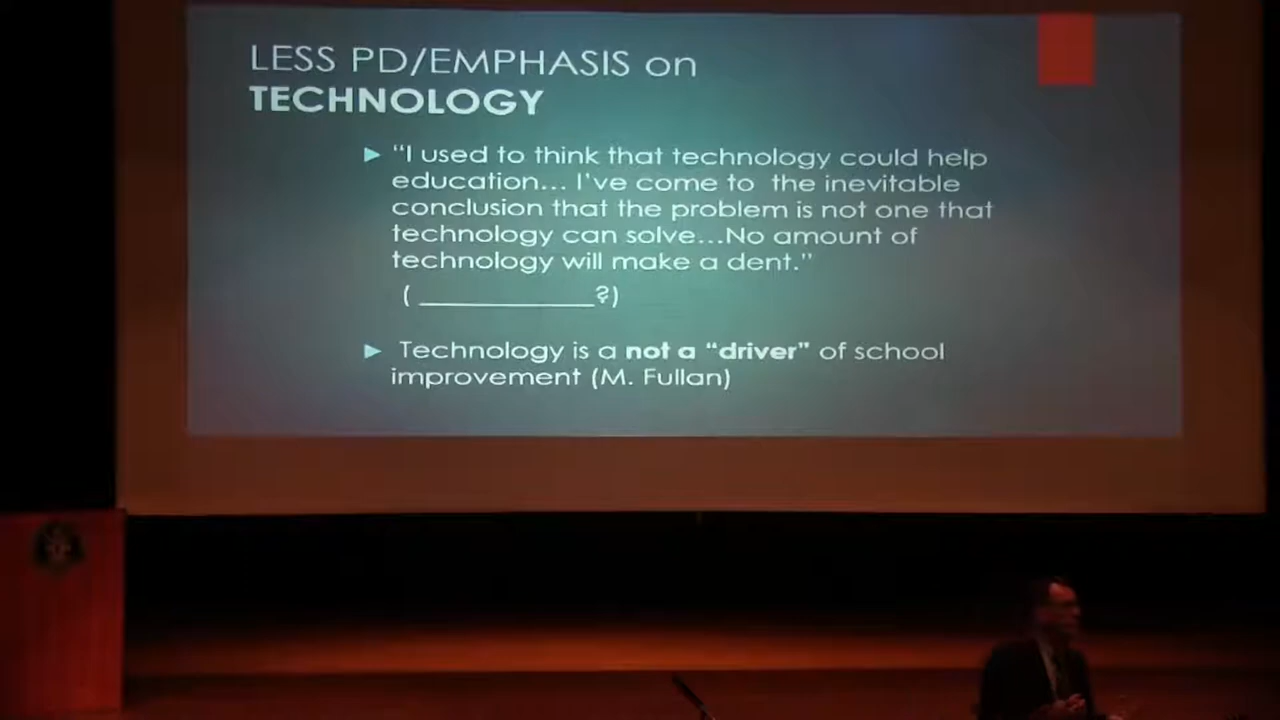 LESS PD/EMPHASIS on
TECHNOLOGY
► “I used to think that technology could help
education... I’ve come to the inevitable
conclusion that the problem is not one that
technology can solve...No amount of
technology will make a dent.”
( ____________?)
► Technology is a not a “driver” of school
improvement (M. Fullan)